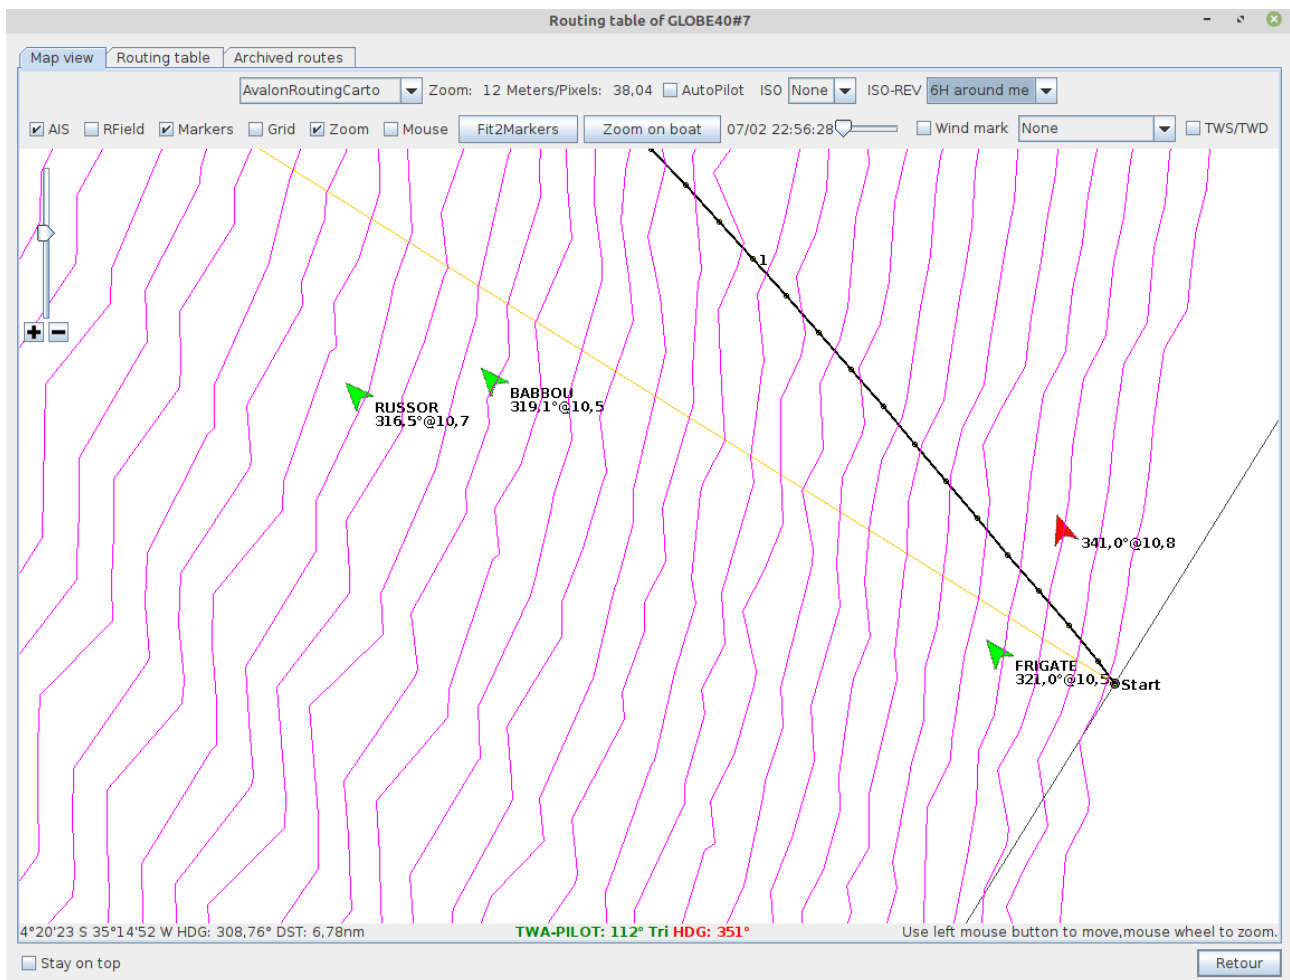 Routing table of GLOBE40#7
Map view Routing table Archived routes
AvalonRoutingCarto Zoom: 12 Meters/Pixels: 38,04 AutoPilot ISO None ISO-REV 6H around me
AIS RField Markers Grid Zoom Mouse Fit2Markers Zoom on boat 07/02 22:56:28 Wind mark None TWS/TWD
1
BABBOU
319,1°@10,5
RUSSOR
316,5°@10,7
341,0°@10,8
FRIGATE
321,0°@10,5
Start
4°20'23 S 35°14'52 W HDG: 308,76° DST: 6,78nm TWA-PILOT: 112° Tri HDG: 351° Use left mouse button to move,mouse wheel to zoom.
Stay on top Retour